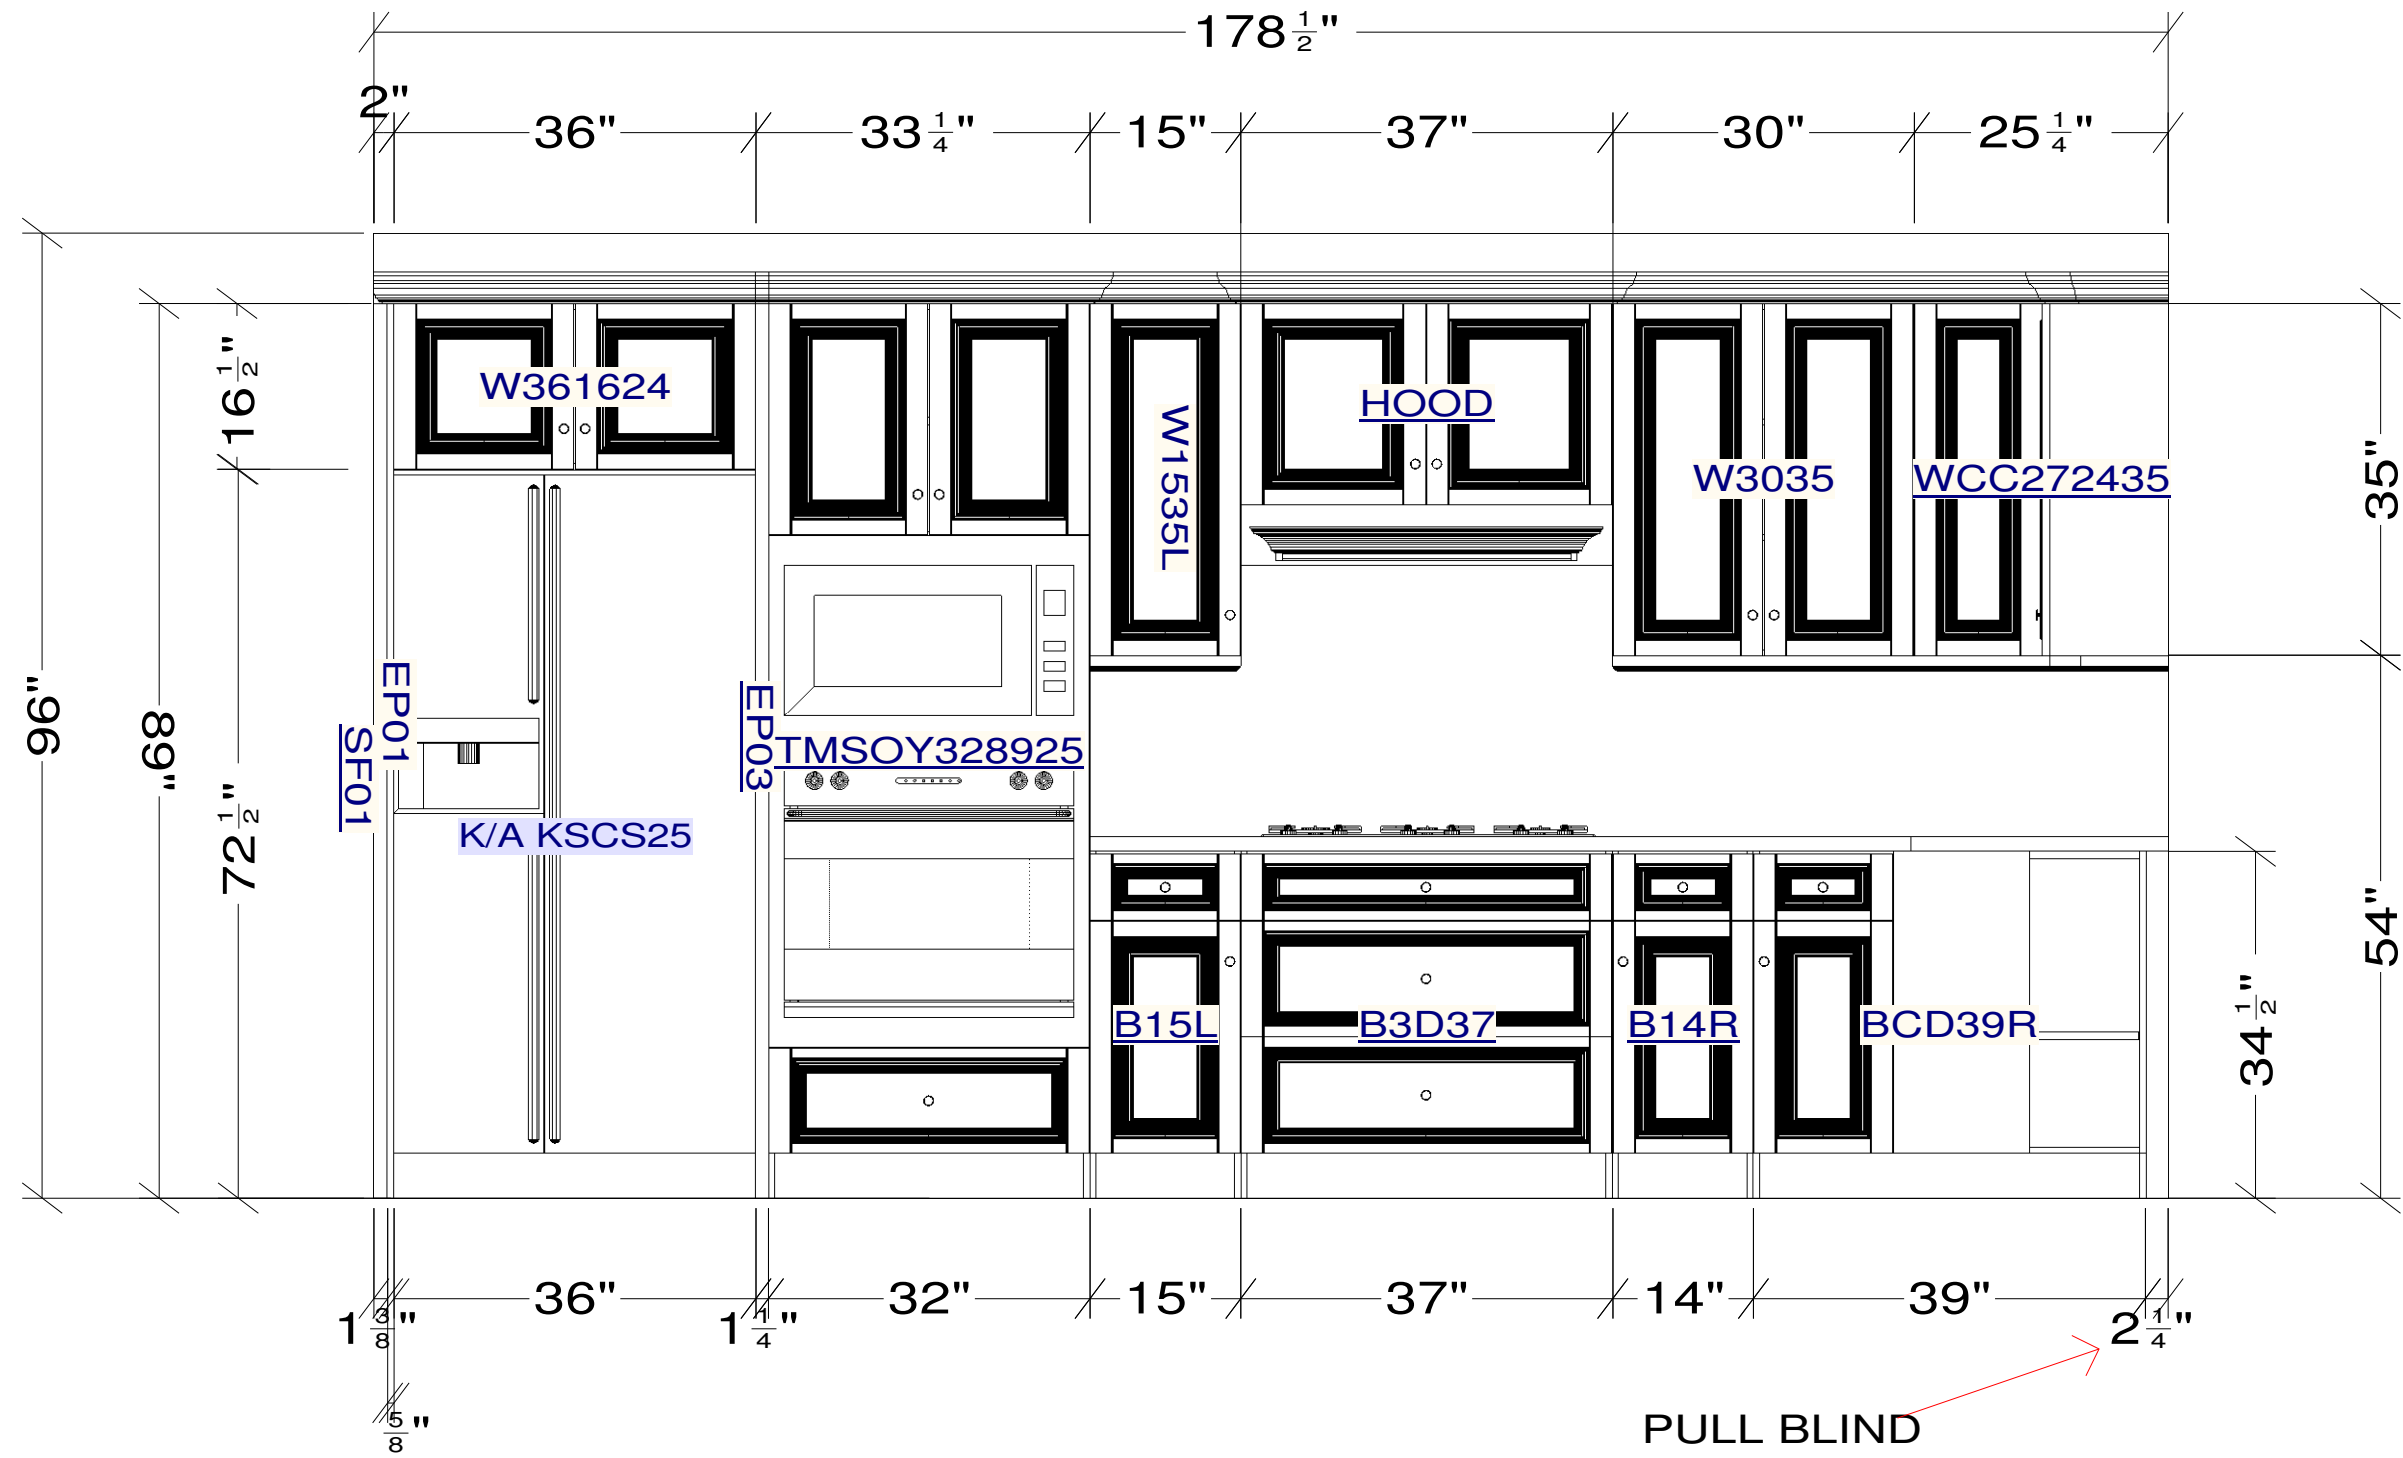 178 1/2"
2"
36"
33 1/4"
15"
37"
30"
25 1/4"
96"
89"
16 1/2"
72 1/2"
35"
54"
34 1/2"
W361624
W1535L
HOOD
W3035
WCC272435
EP01
SF01
EP03
TMSOY328925
K/A KSCS25
B15L
B3D37
B14R
BCD39R
1 3/8"
5/8"
36"
1 1/4"
32"
15"
37"
14"
39"
2 1/4"
PULL BLIND